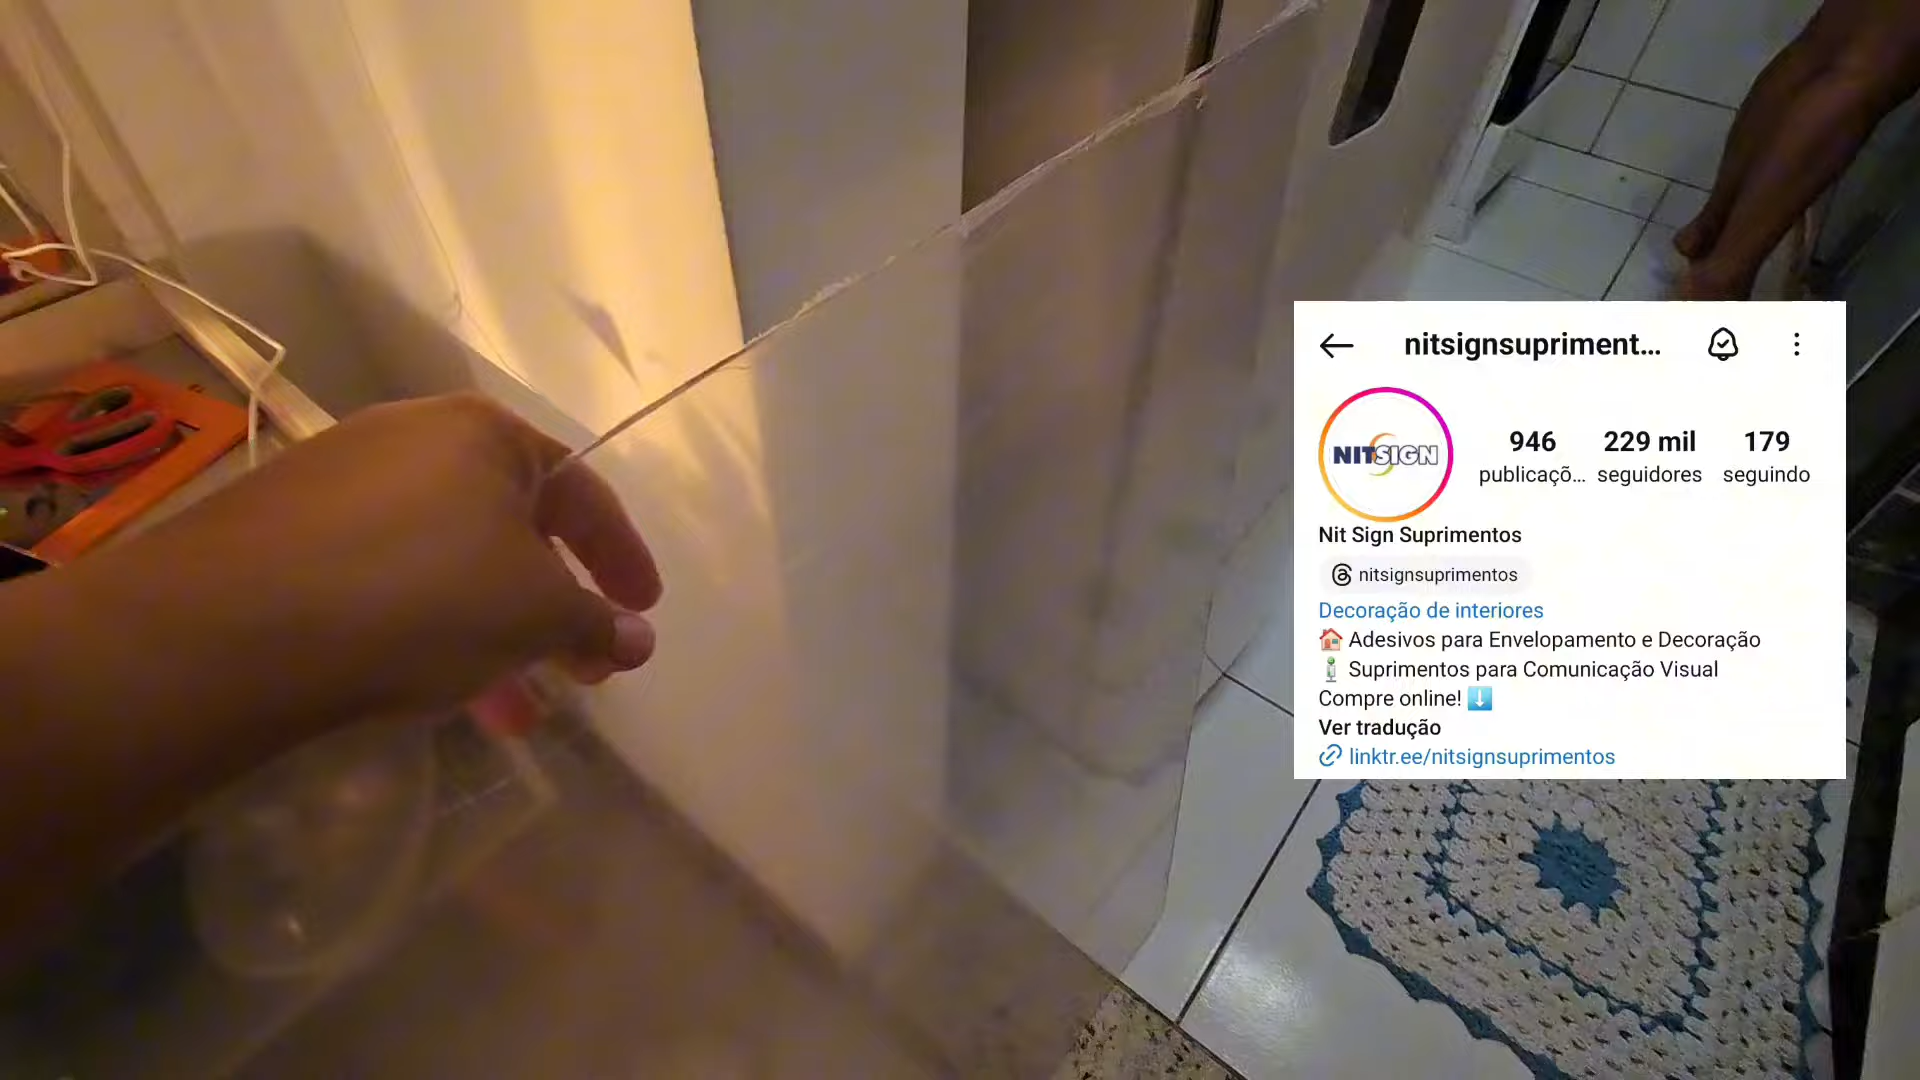 nitsignsupriment...
NITSIGN
946 229 mil 179
publicaçõ... seguidores seguindo
Nit Sign Suprimentos
nitsignsuprimentos
Decoração de interiores
🏠 Adesivos para Envelopamento e Decoração
Suprimentos para Comunicação Visual
Compre online! ⬇️
Ver tradução
linktr.ee/nitsignsuprimentos